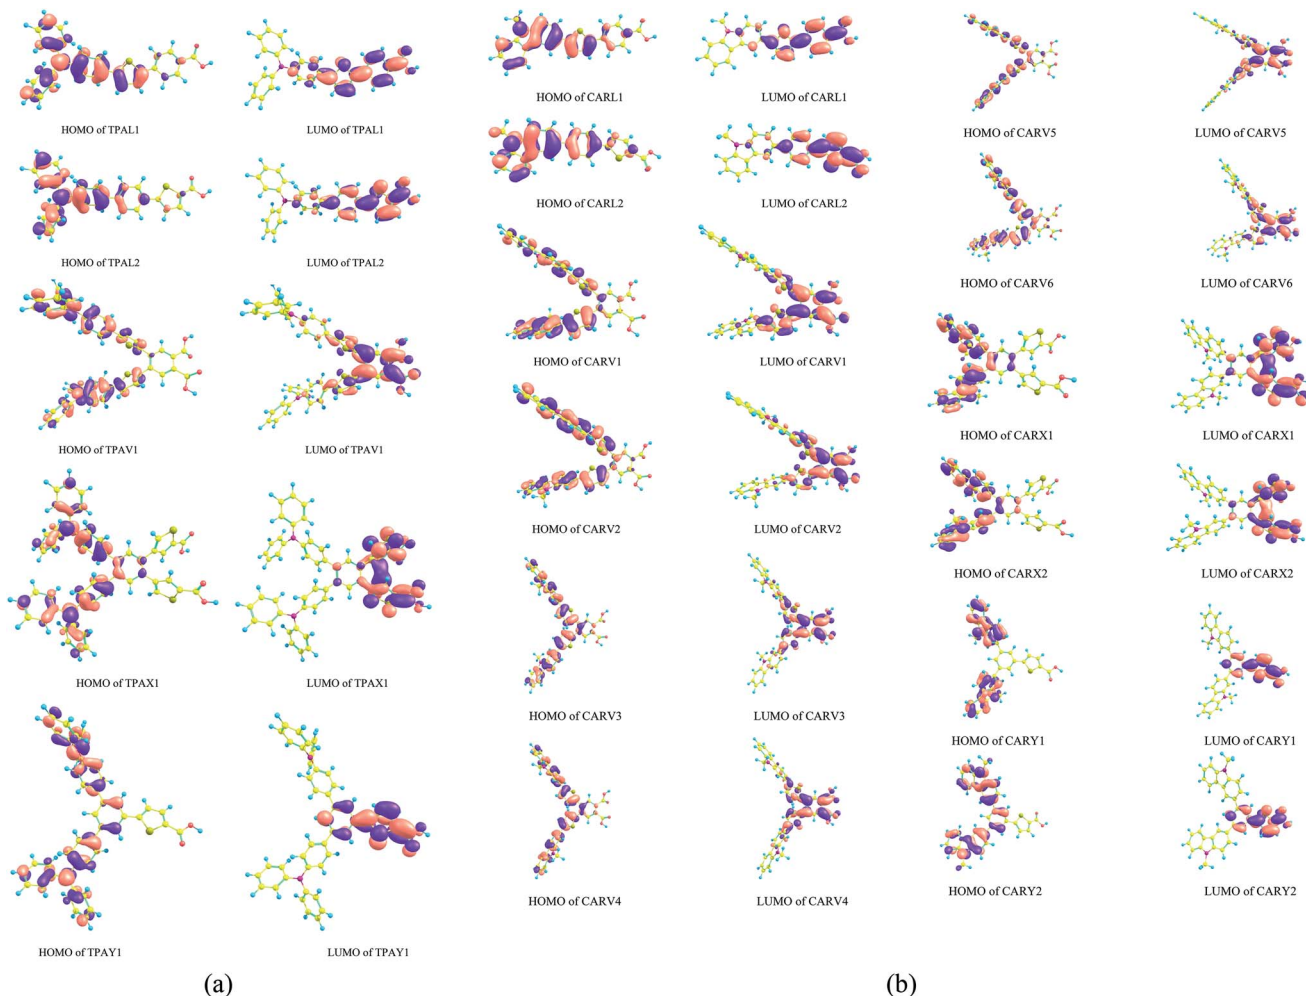 HOMO of TPAL1
LUMO of TPAL1
HOMO of TPAL2
LUMO of TPAL2
HOMO of TPAV1
LUMO of TPAV1
HOMO of TPAX1
LUMO of TPAX1
HOMO of TPAY1
LUMO of TPAY1
(a)
HOMO of CARL1
LUMO of CARL1
HOMO of CARL2
LUMO of CARL2
HOMO of CARV1
LUMO of CARV1
HOMO of CARV2
LUMO of CARV2
HOMO of CARV3
LUMO of CARV3
HOMO of CARV4
LUMO of CARV4
HOMO of CARV5
LUMO of CARV5
HOMO of CARV6
LUMO of CARV6
HOMO of CARX1
LUMO of CARX1
HOMO of CARX2
LUMO of CARX2
HOMO of CARY1
LUMO of CARY1
HOMO of CARY2
LUMO of CARY2
(b)